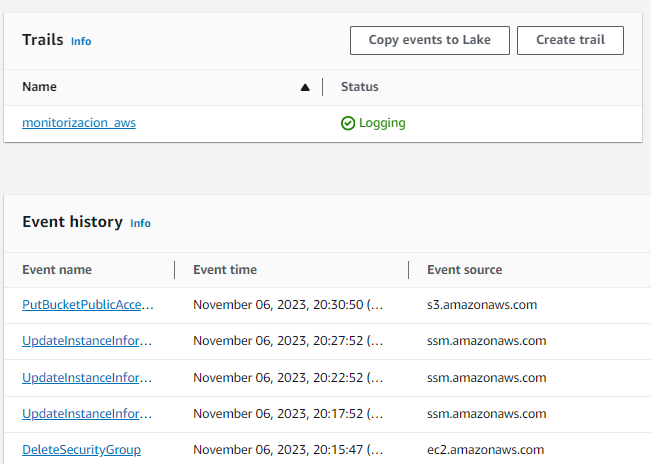 Trails Info Copy events to Lake Create trail
Name Status
monitorizacion_aws Logging
Event history Info
Event name Event time Event source
PutBucketPublicAcce… November 06, 2023, 20:30:50 (… s3.amazonaws.com
UpdateInstanceInfor… November 06, 2023, 20:27:52 (… ssm.amazonaws.com
UpdateInstanceInfor… November 06, 2023, 20:22:52 (… ssm.amazonaws.com
UpdateInstanceInfor… November 06, 2023, 20:17:52 (… ssm.amazonaws.com
DeleteSecurityGroup November 06, 2023, 20:15:47 (… ec2.amazonaws.com